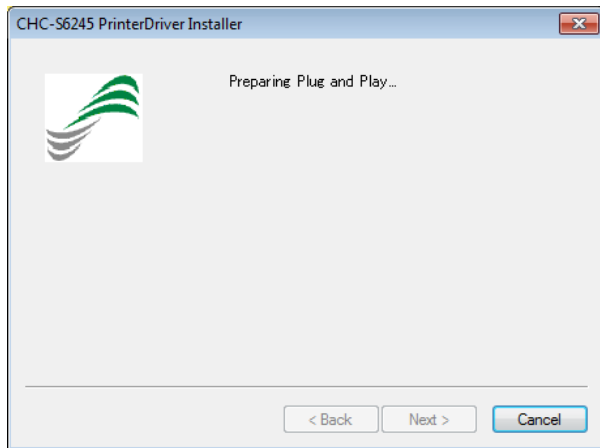 CHC-S6245 PrinterDriver Installer
Preparing Plug and Play...
< Back
Next >
Cancel